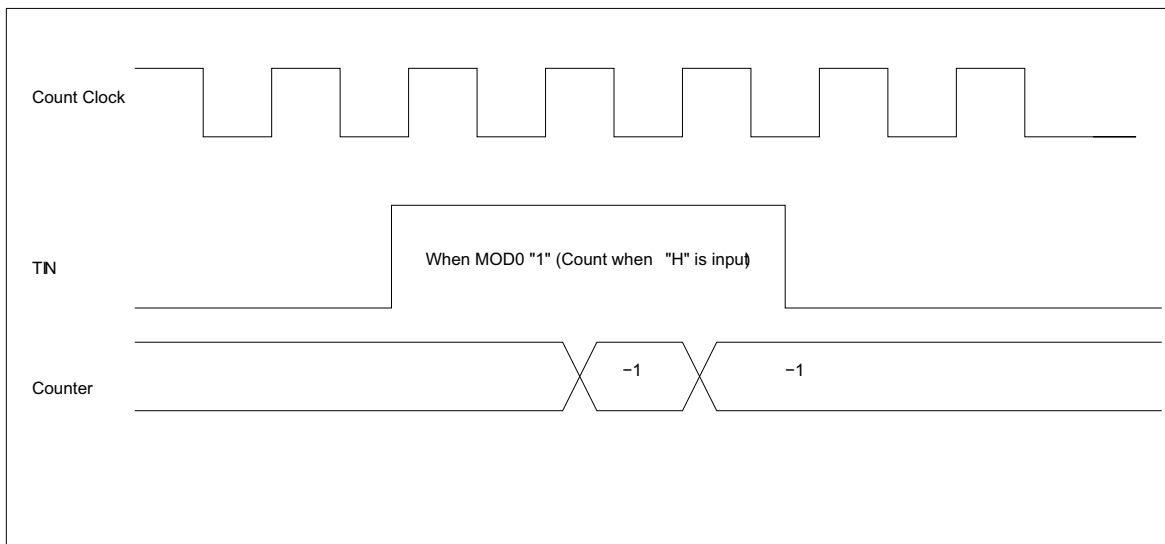 Count Clock
TIN
When MOD0 "1" (Count when "H" is input)
Counter
−1
−1